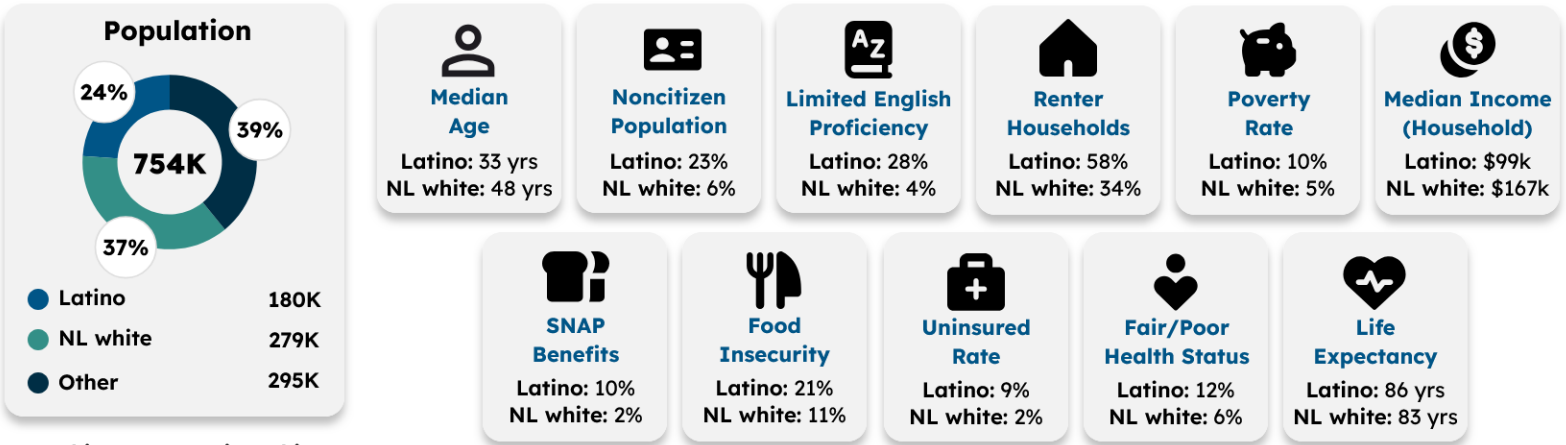 Population
24%
39%
754K
37%
Latino 180K
NL white 279K
Other 295K
Median
Age
Latino: 33 yrs
NL white: 48 yrs
Noncitizen
Population
Latino: 23%
NL white: 6%
A Z
Limited English
Proficiency
Latino: 28%
NL white: 4%
Renter
Households
Latino: 58%
NL white: 34%
Poverty
Rate
Latino: 10%
NL white: 5%
$
Median Income
(Household)
Latino: $99k
NL white: $167k
SNAP
Benefits
Latino: 10%
NL white: 2%
Food
Insecurity
Latino: 21%
NL white: 11%
Uninsured
Rate
Latino: 9%
NL white: 2%
Fair/Poor
Health Status
Latino: 12%
NL white: 6%
Life
Expectancy
Latino: 86 yrs
NL white: 83 yrs